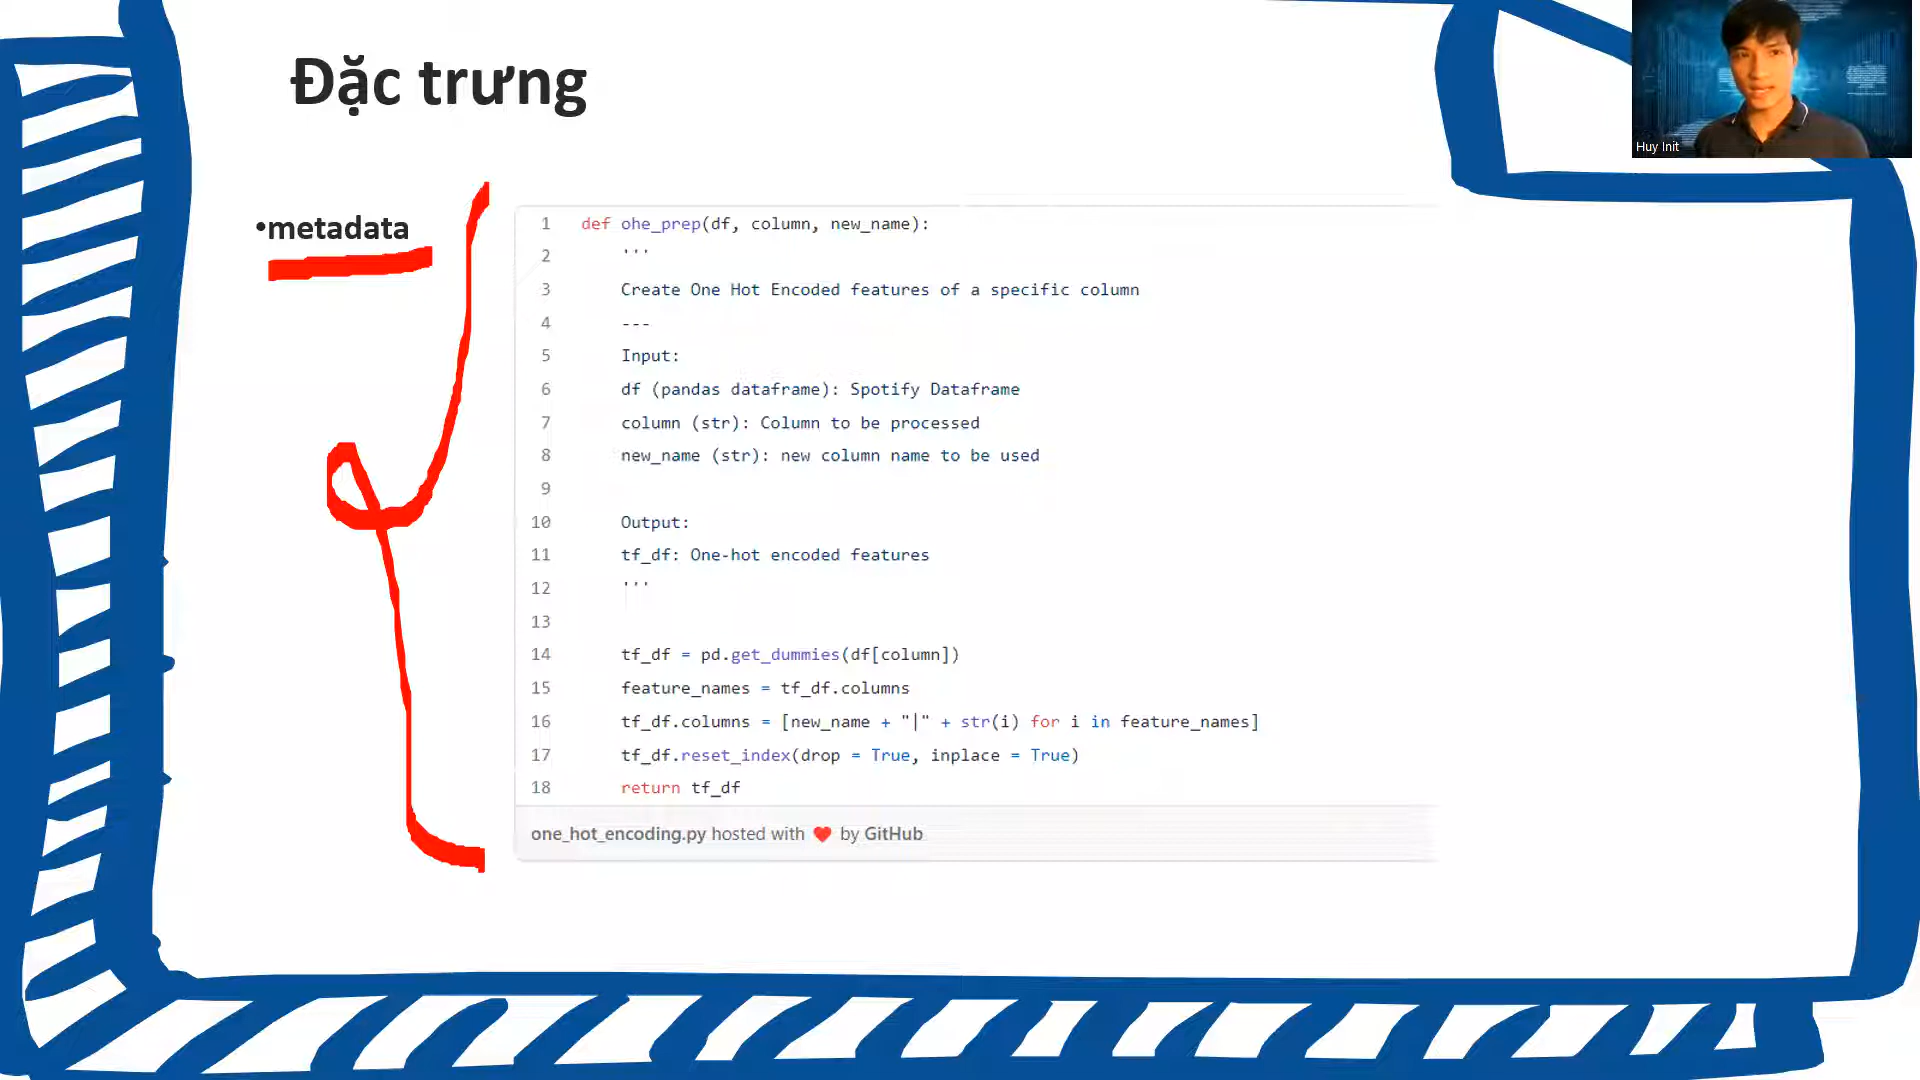 Đặc trưng
Huy Init
•metadata
1 def ohe_prep(df, column, new_name):
2 '''
3 Create One Hot Encoded features of a specific column
4 ---
5 Input:
6 df (pandas dataframe): Spotify Dataframe
7 column (str): Column to be processed
8 new_name (str): new column name to be used
9
10 Output:
11 tf_df: One-hot encoded features
12 '''
13
14 tf_df = pd.get_dummies(df[column])
15 feature_names = tf_df.columns
16 tf_df.columns = [new_name + "|" + str(i) for i in feature_names]
17 tf_df.reset_index(drop = True, inplace = True)
18 return tf_df
one_hot_encoding.py hosted with ❤ by GitHub